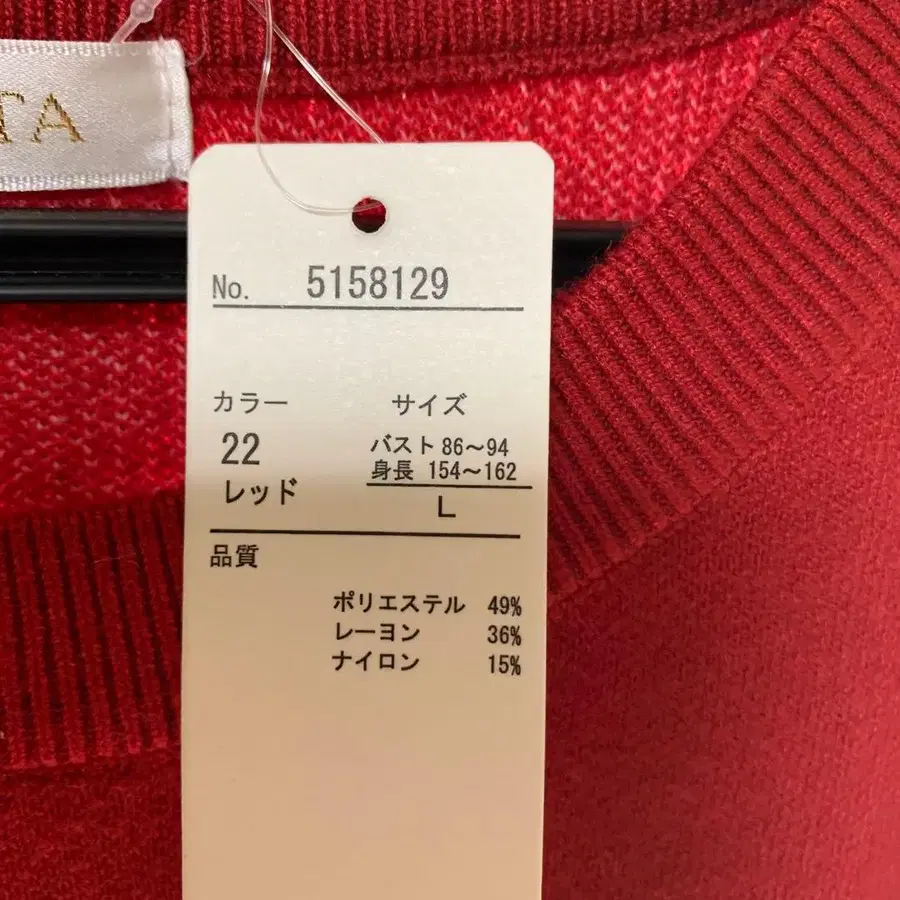 TA
No. 5158129
カラー サイズ
22 バスト 86～94
身長 154～162
レッド L
品質
ポリエステル 49%
レーヨン 36%
ナイロン 15%